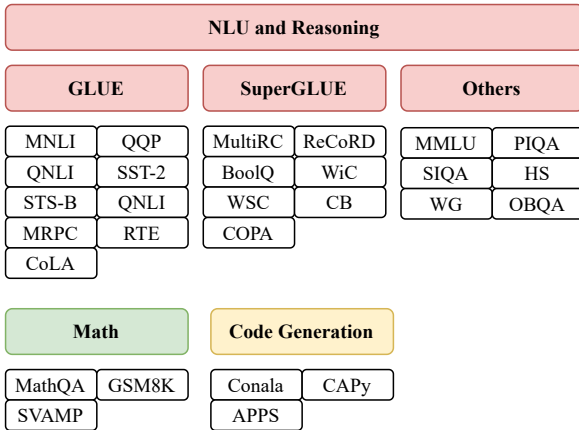 NLU and Reasoning
GLUE SuperGLUE Others
MNLI QQP MultiRC ReCoRD MMLU PIQA
QNLI SST-2 BoolQ WiC SIQA HS
STS-B QNLI WSC CB WG OBQA
MRPC RTE COPA
CoLA
Math Code Generation
MathQA GSM8K Conala CAPy
SVAMP APPS